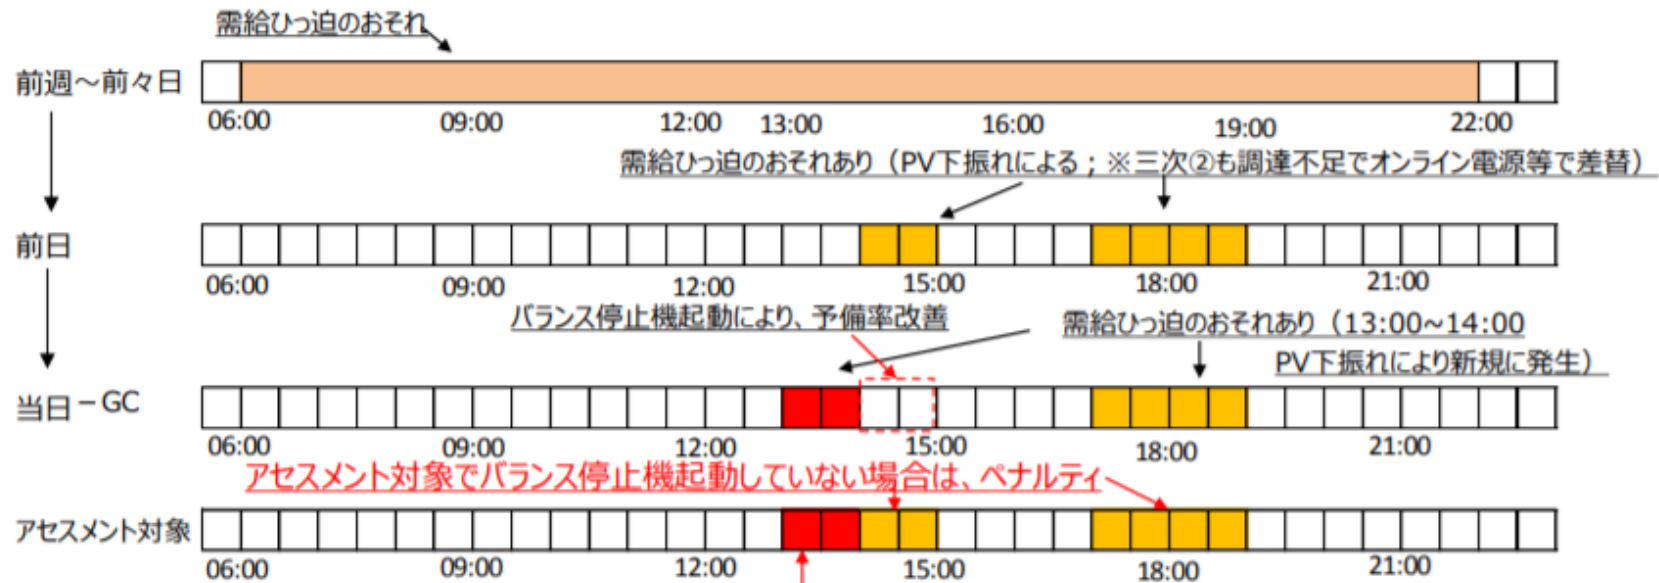 需給ひっ迫のおそれ
前週～前々日
06:00 09:00 12:00 13:00 16:00 19:00 22:00
需給ひっ迫のおそれあり（PV下振れによる；※三次②も調達不足でオンライン電源等で差替）
前日
06:00 09:00 12:00 15:00 18:00 21:00
バランス停止機起動により、予備率改善
需給ひっ迫のおそれあり（13:00~14:00
PV下振れにより新規に発生）
当日－GC
06:00 09:00 12:00 15:00 18:00 21:00
アセスメント対象でバランス停止機起動していない場合は、ペナルティ
アセスメント対象
06:00 09:00 12:00 15:00 18:00 21:00